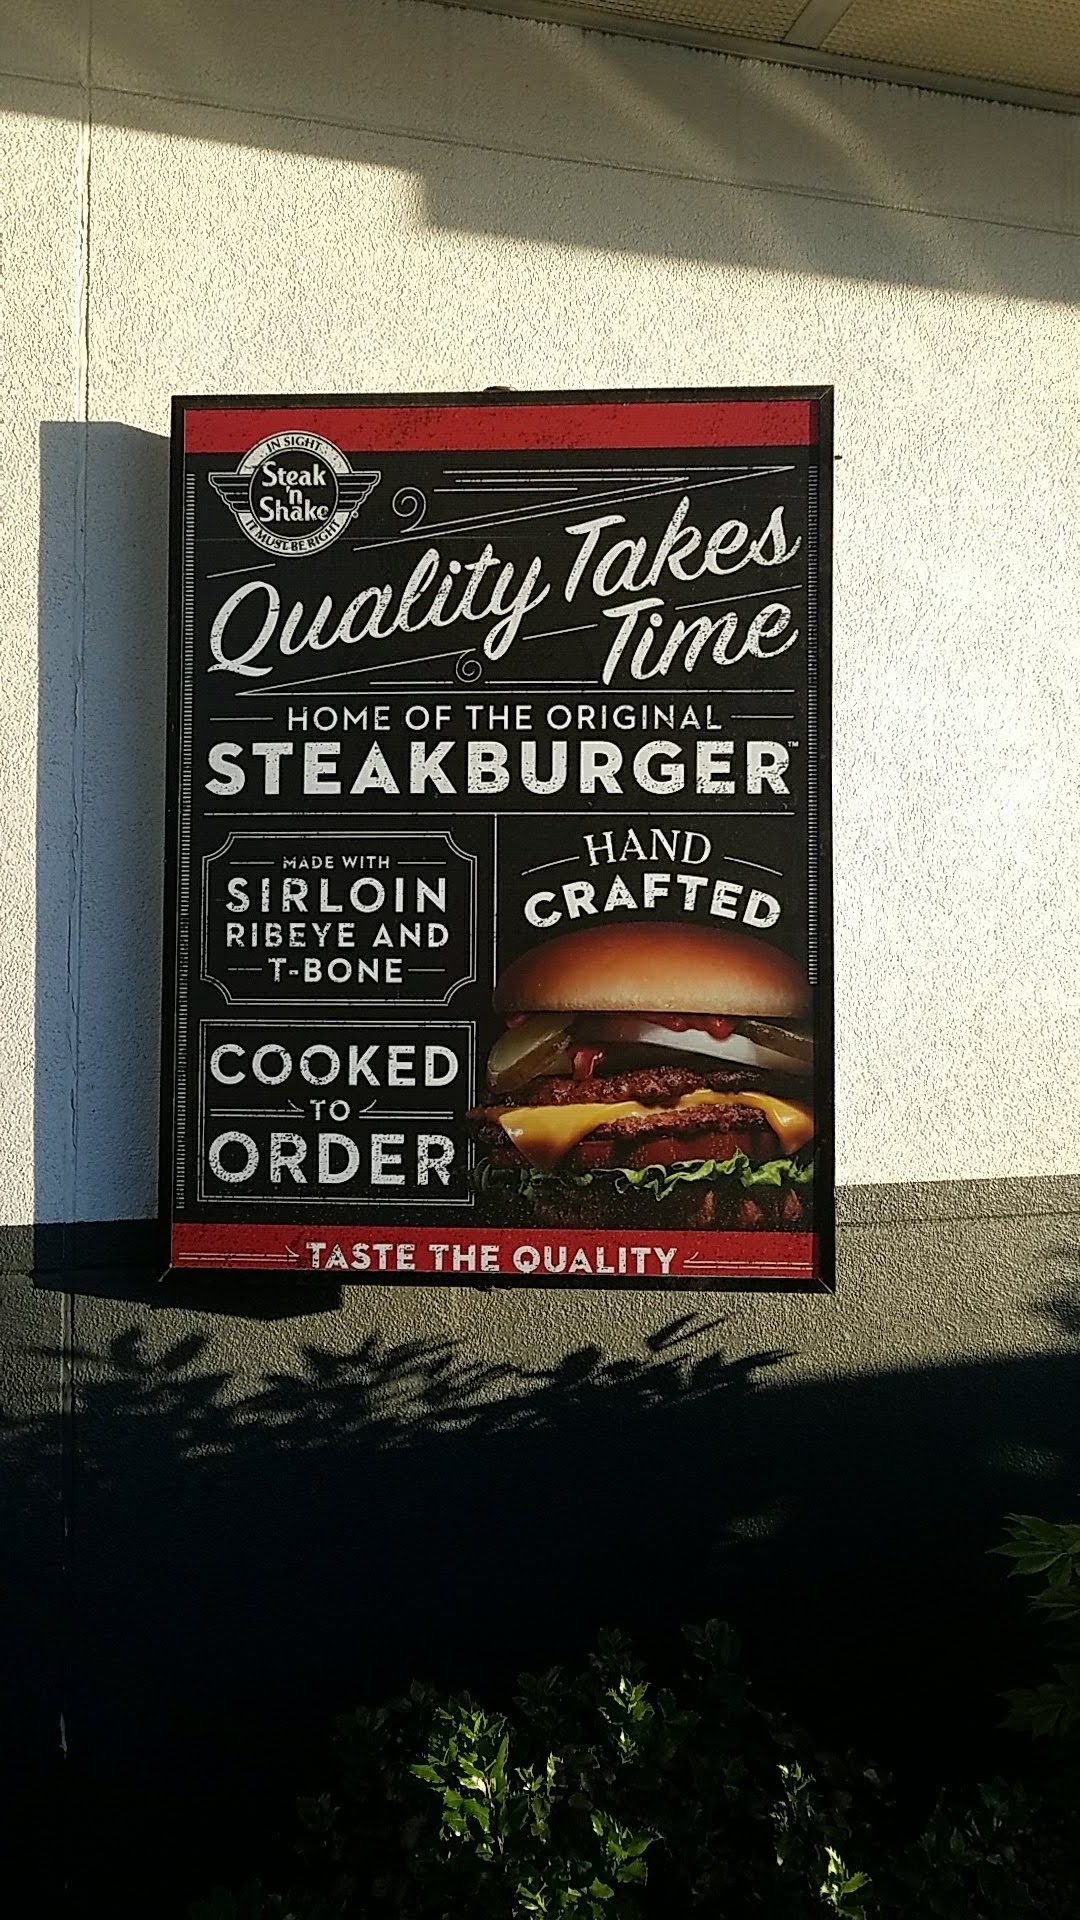 IN SIGHT
Steak
'n
Shake
IT MUST BE RIGHT
Quality Takes
Time
HOME OF THE ORIGINAL
STEAKBURGER™
MADE WITH
SIRLOIN
RIBEYE AND
T-BONE
HAND
CRAFTED
COOKED
TO
ORDER
TASTE THE QUALITY